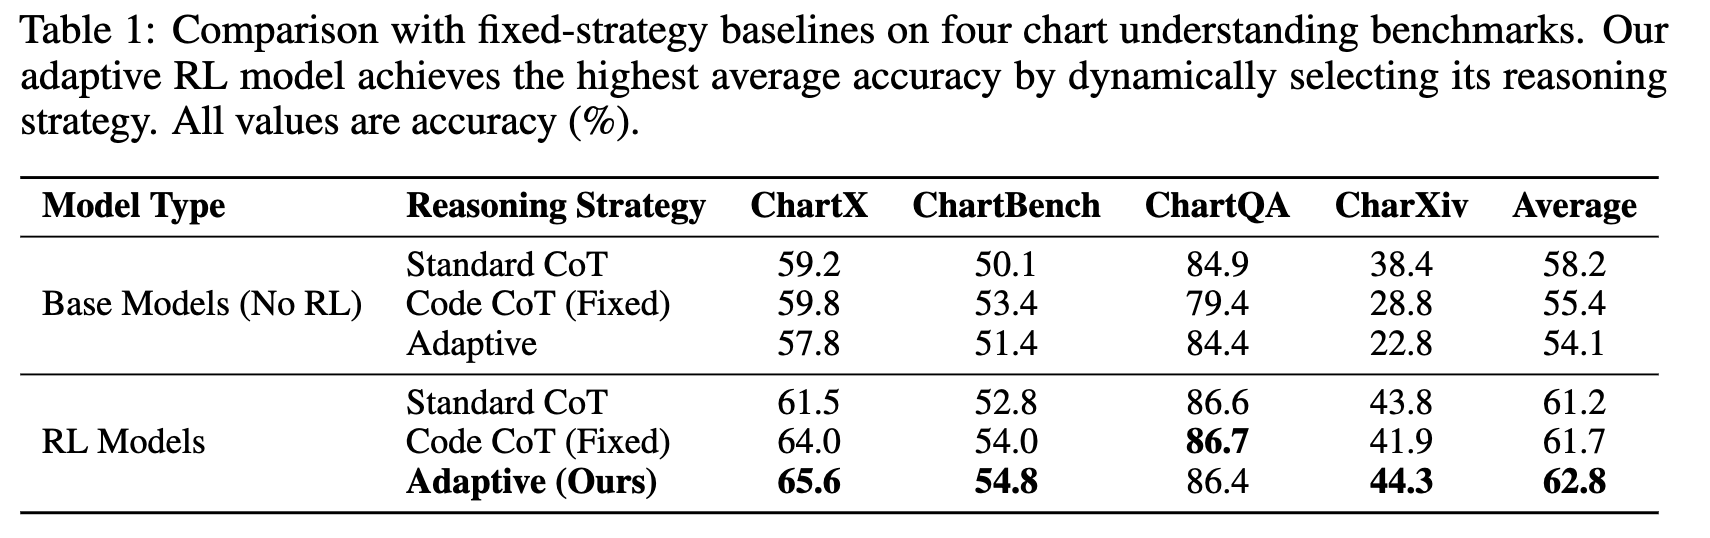 Table 1: Comparison with fixed-strategy baselines on four chart understanding benchmarks. Our
adaptive RL model achieves the highest average accuracy by dynamically selecting its reasoning
strategy. All values are accuracy (%).
Model Type Reasoning Strategy ChartX ChartBench ChartQA CharXiv Average
Standard CoT 59.2 50.1 84.9 38.4 58.2
Base Models (No RL) Code CoT (Fixed) 59.8 53.4 79.4 28.8 55.4
Adaptive 57.8 51.4 84.4 22.8 54.1
Standard CoT 61.5 52.8 86.6 43.8 61.2
RL Models Code CoT (Fixed) 64.0 54.0 86.7 41.9 61.7
Adaptive (Ours) 65.6 54.8 86.4 44.3 62.8